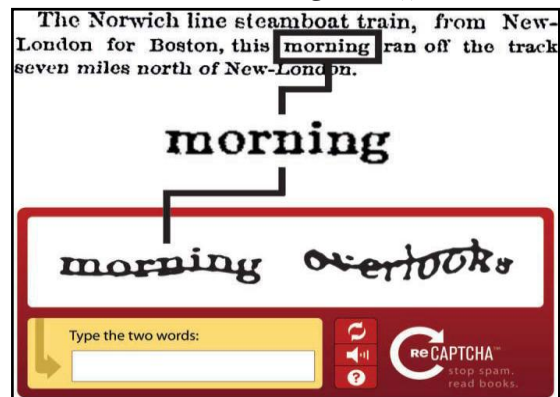 The Norwich line steamboat train, from New-
London for Boston, this morning ran off the track
seven miles north of New-London.
morning
morning overlooks
Type the two words:
?
ReCAPTCHA™
stop spam.
read books.